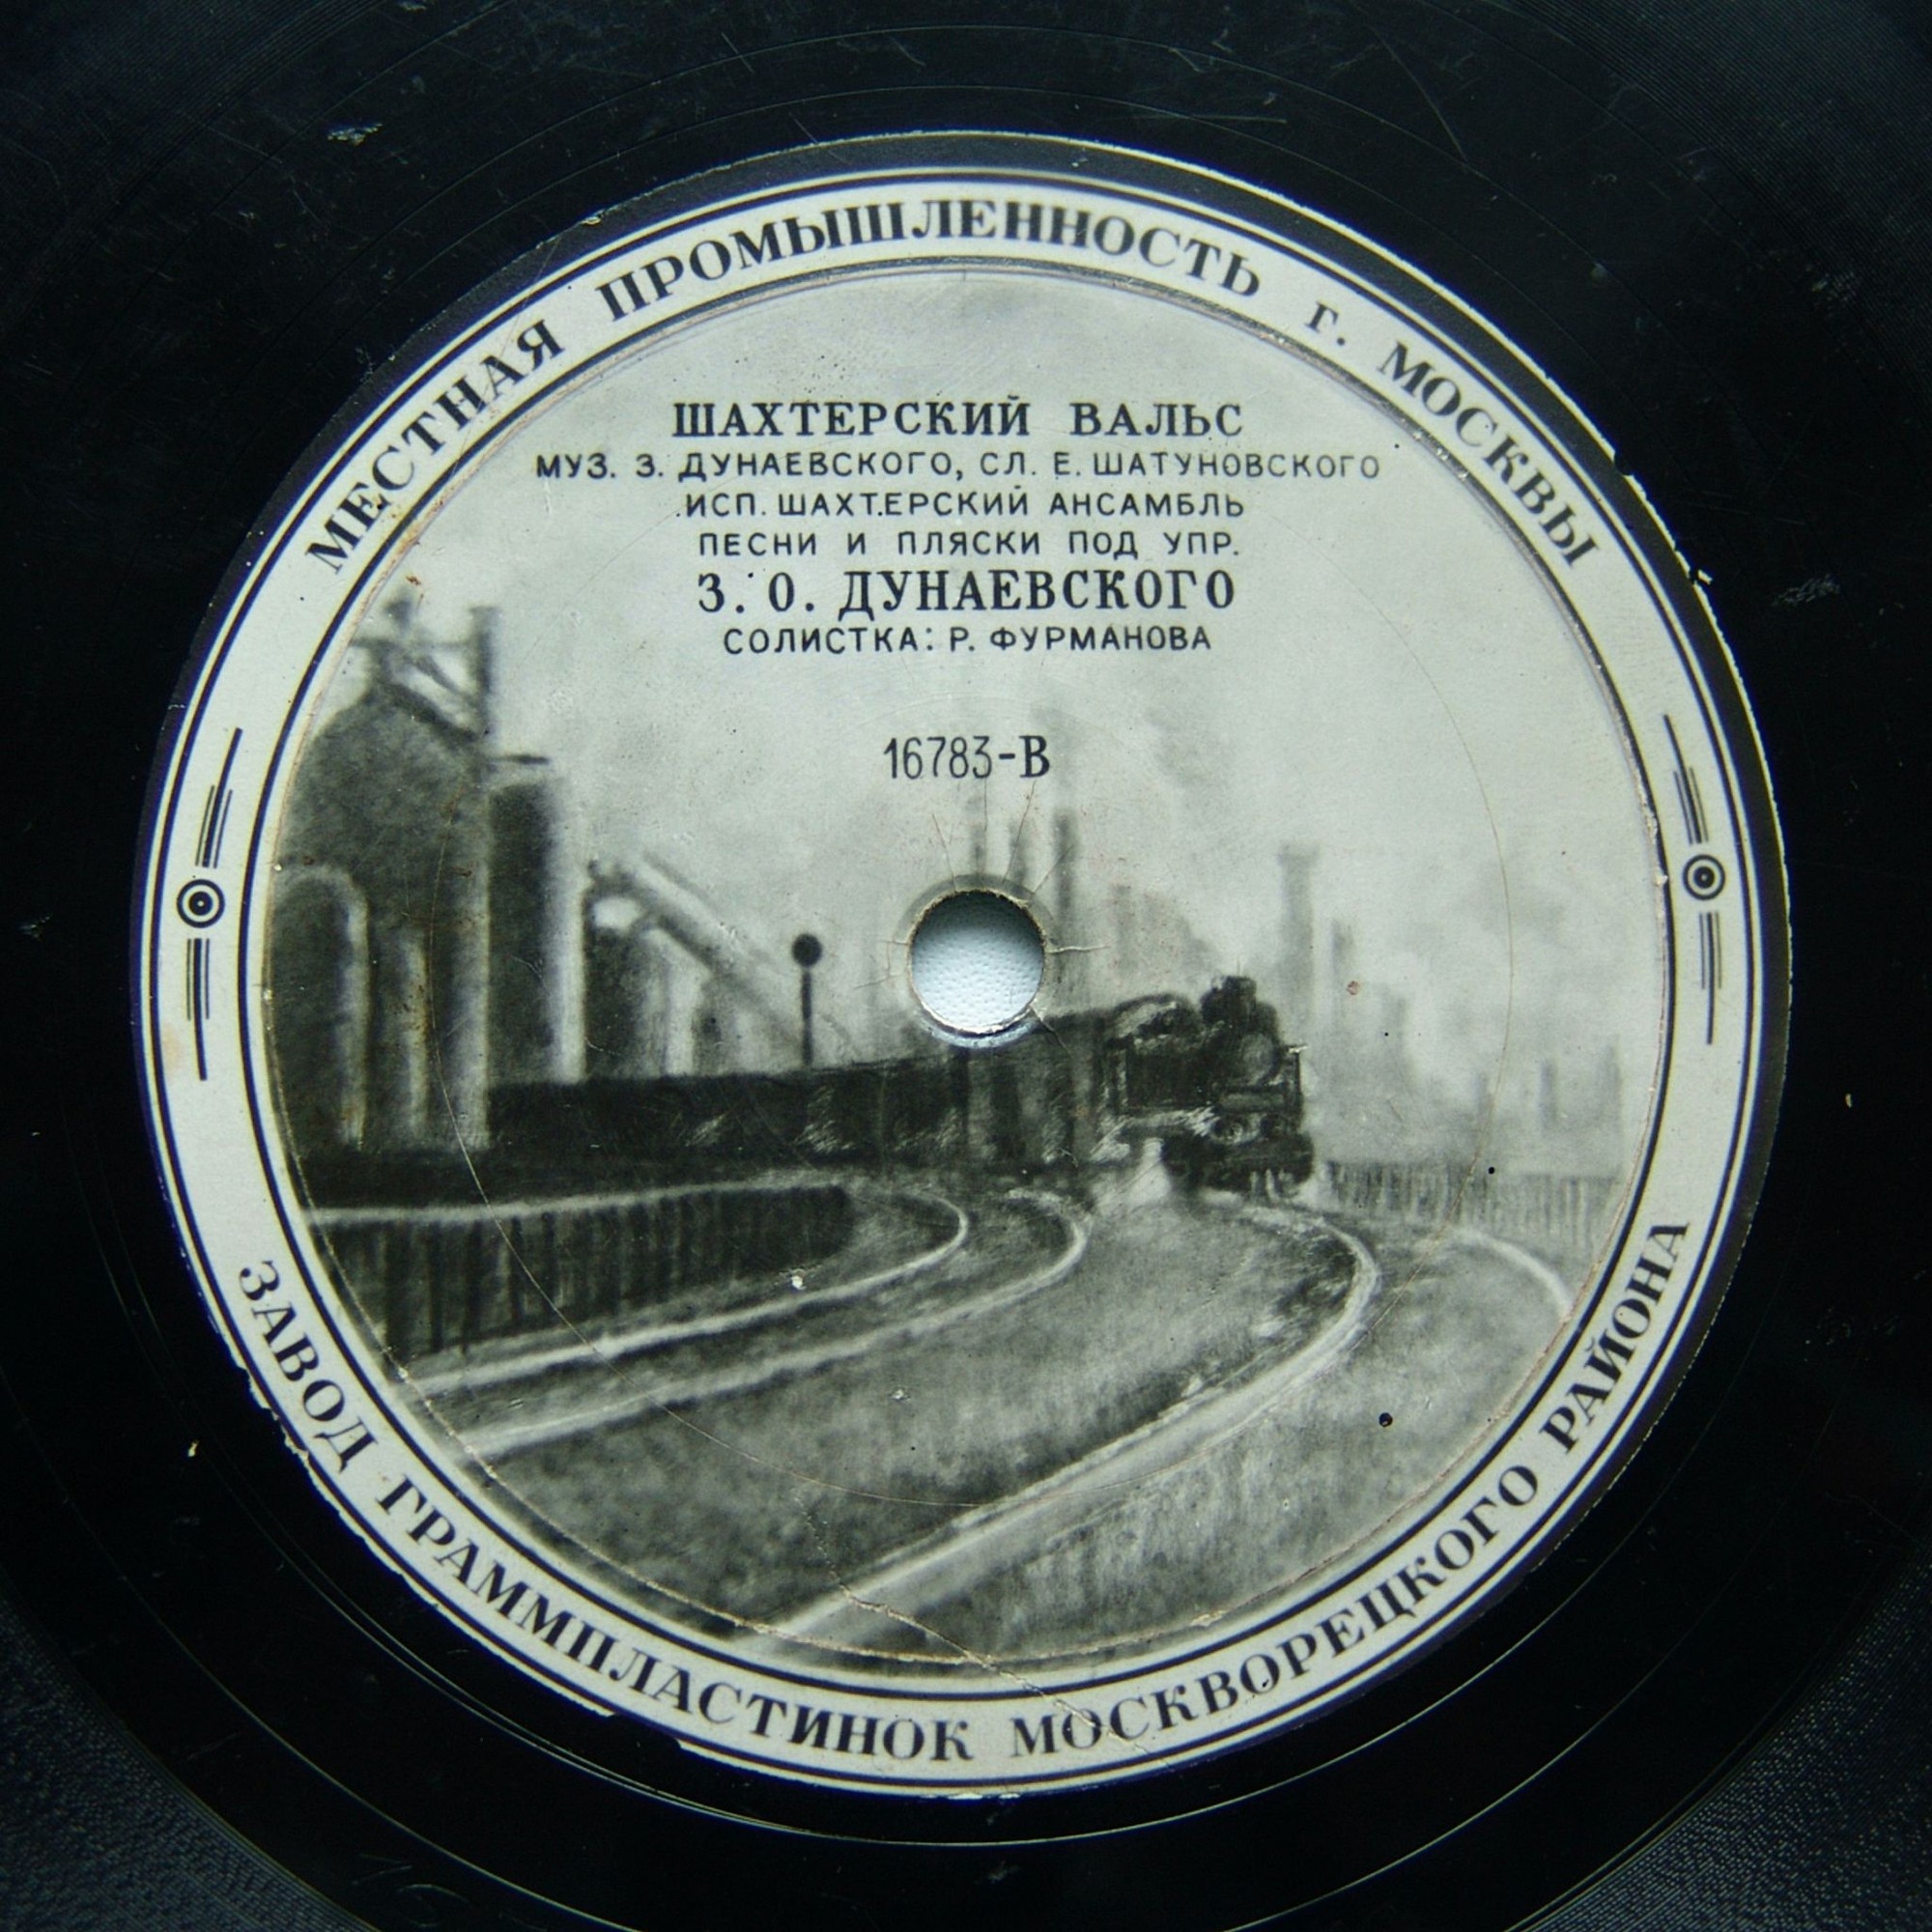 МЕСТНАЯ ПРОМЫШЛЕННОСТЬ г. МОСКВЫ
ШАХТЕРСКИЙ ВАЛЬС
МУЗ. З. ДУНАЕВСКОГО, СЛ. Е. ШАТУНОВСКОГО
ИСП. ШАХТЕРСКИЙ АНСАМБЛЬ
ПЕСНИ И ПЛЯСКИ ПОД УПР.
З. О. ДУНАЕВСКОГО
СОЛИСТКА: Р. ФУРМАНОВА
16783-В
ЗАВОД ГРАММПЛАСТИНОК МОСКВОРЕЦКОГО РАЙОНА